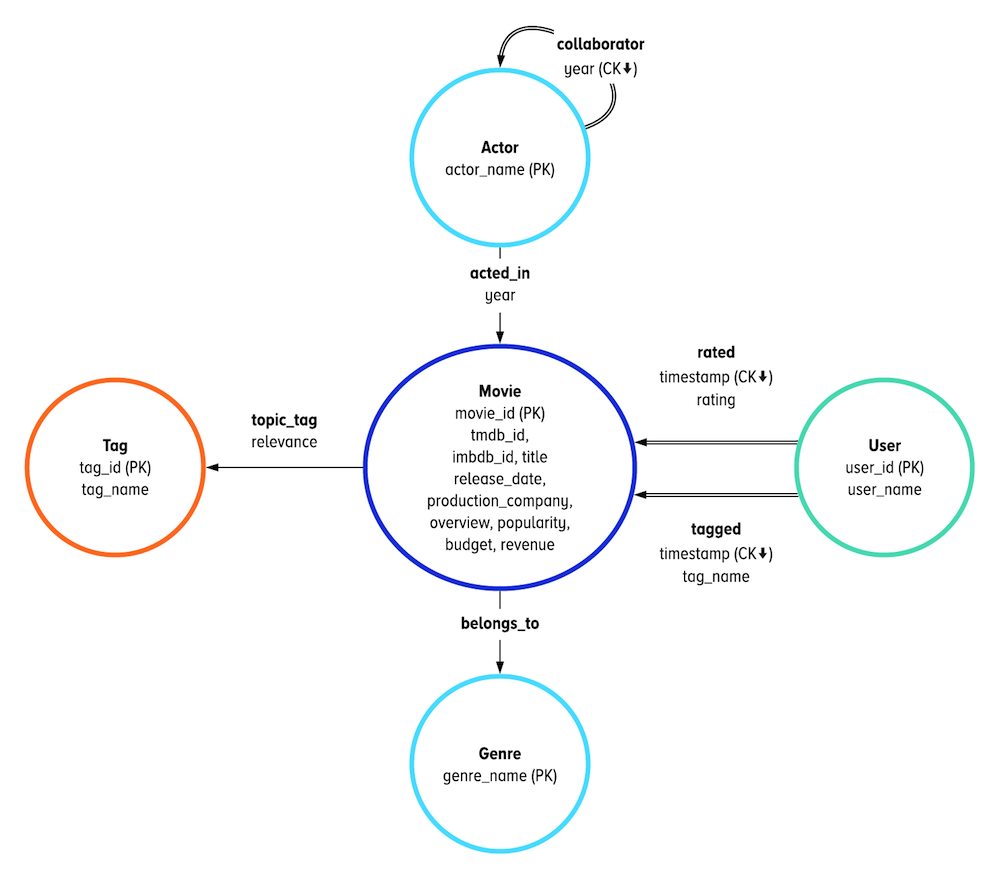 collaborator
year (CK🡇)
Actor
actor_name (PK)
acted_in
year
Movie
movie_id (PK)
tmdb_id,
imbdb_id, title
release_date,
production_company,
overview, popularity,
budget, revenue
topic_tag
relevance
Tag
tag_id (PK)
tag_name
rated
timestamp (CK🡇)
rating
User
user_id (PK)
user_name
tagged
timestamp (CK🡇)
tag_name
belongs_to
Genre
genre_name (PK)